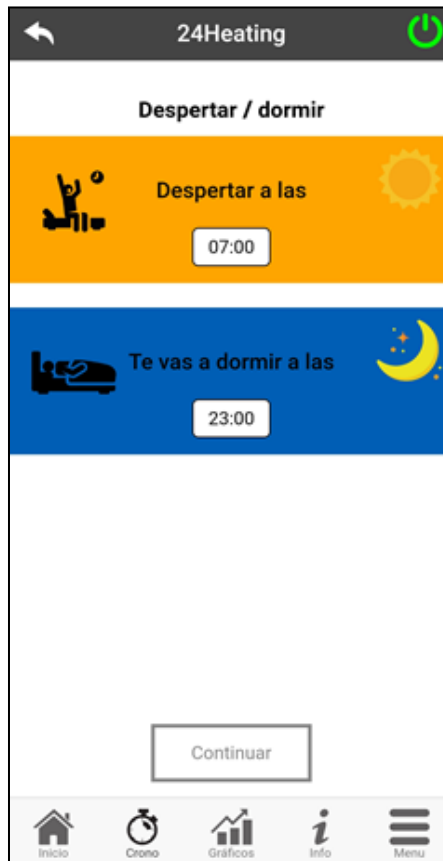 24Heating
Despertar / dormir
Despertar a las
07:00
Te vas a dormir a las
23:00
Continuar
Inicio Crono Gráficos Info Menu